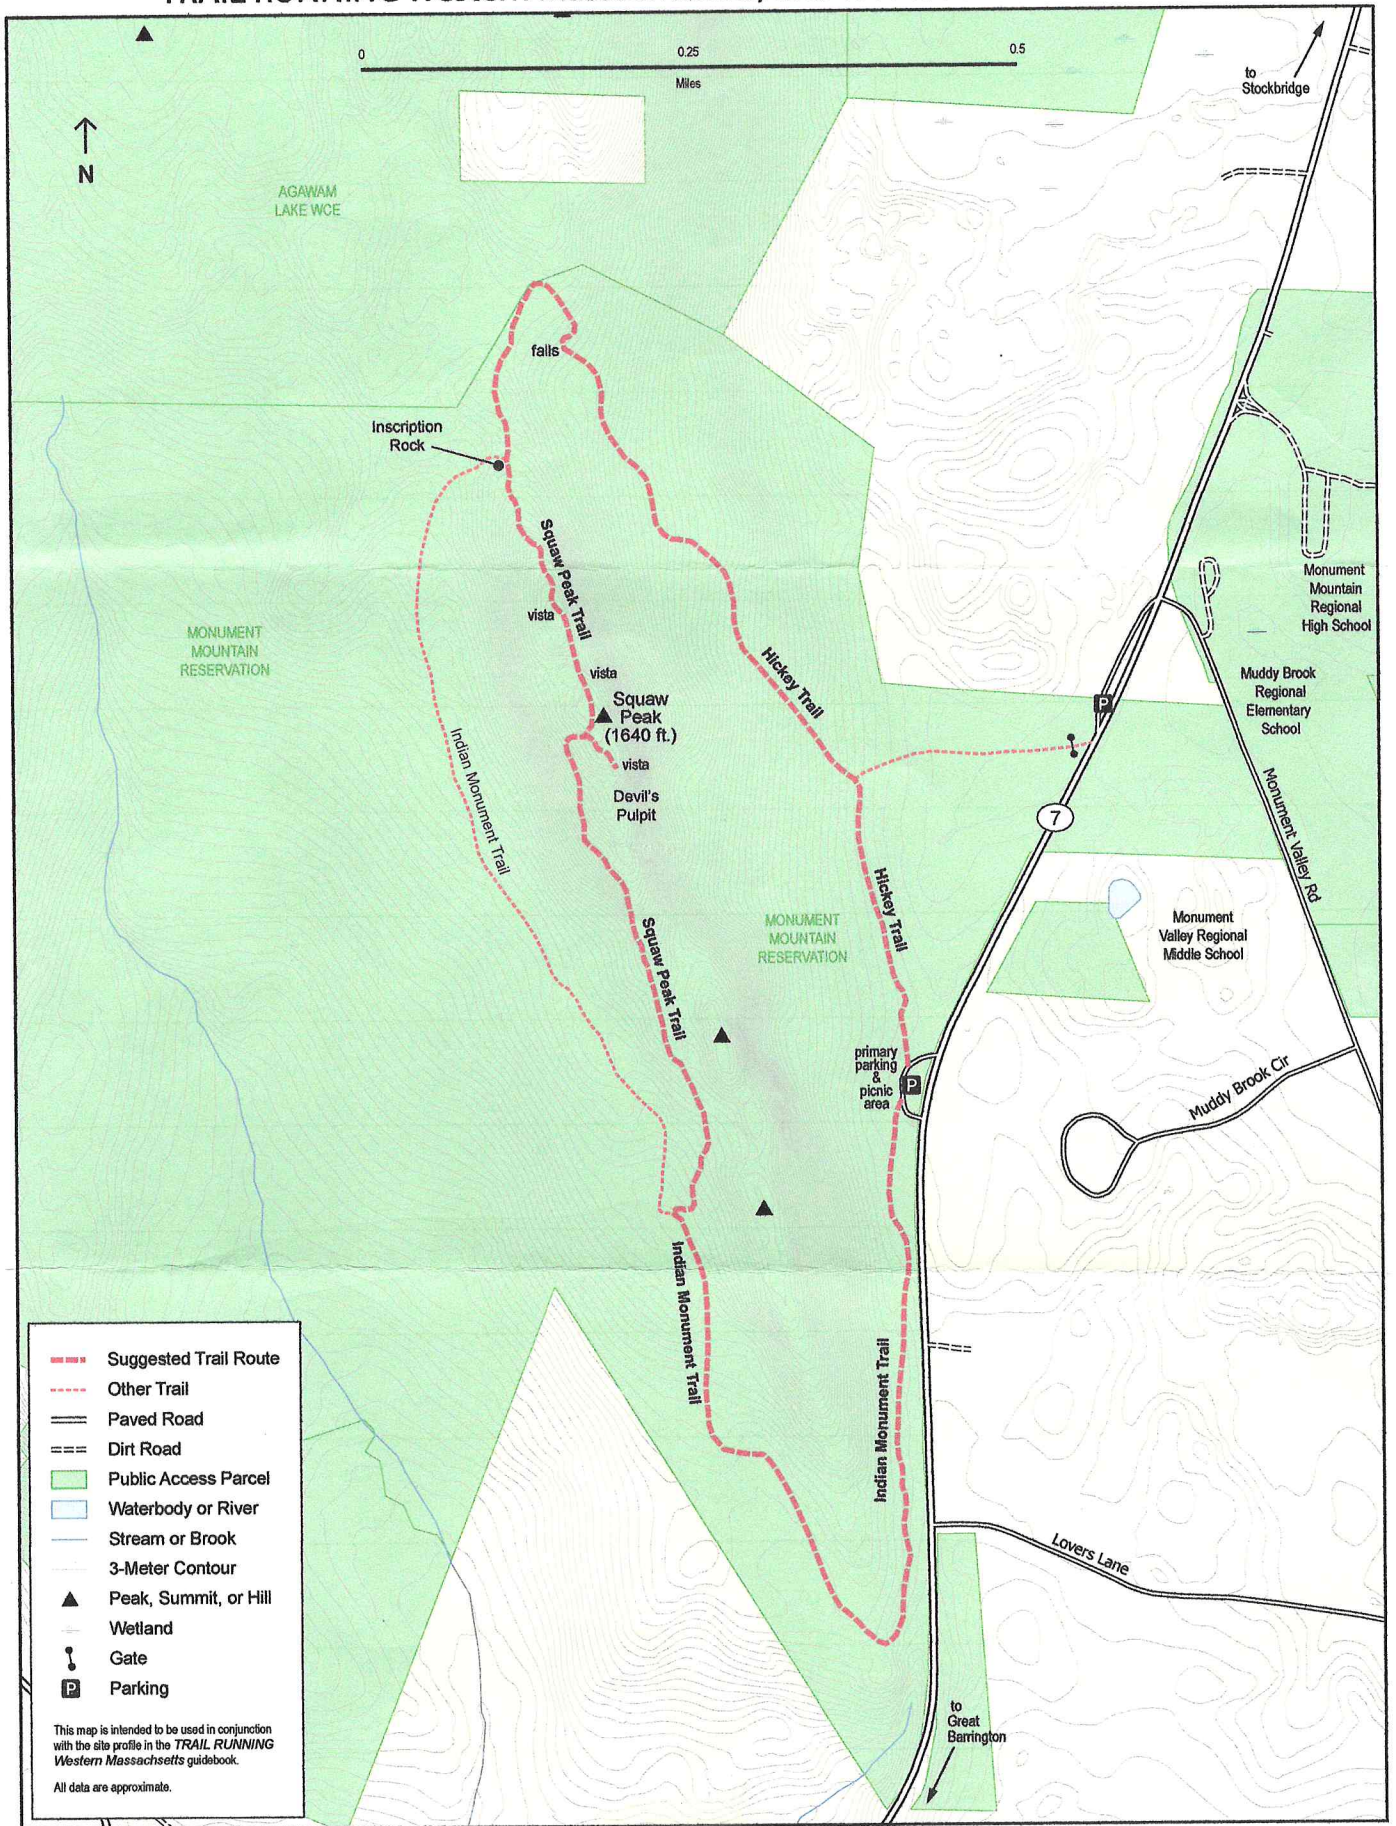 0
0.25
0.5
Miles
to
Stockbridge
N
AGAWAM
LAKE WCE
falls
Inscription
Rock
Squaw Peak Trail
vista
vista
Squaw
Peak
(1640 ft.)
vista
Devil's
Pulpit
MONUMENT
MOUNTAIN
RESERVATION
Indian Monument Trail
Hickey Trail
Monument
Mountain
Regional
High School
P
Muddy Brook
Regional
Elementary
School
7
Monument Valley Rd
Hickey Trail
Monument
Valley Regional
Middle School
MONUMENT
MOUNTAIN
RESERVATION
Squaw Peak Trail
primary
parking
&
picnic
area
P
Muddy Brook Cir
Indian Monument Trail
Indian Monument Trail
Lovers Lane
to
Great
Barrington
Suggested Trail Route
Other Trail
Paved Road
Dirt Road
Public Access Parcel
Waterbody or River
Stream or Brook
3-Meter Contour
Peak, Summit, or Hill
Wetland
Gate
P Parking
This map is intended to be used in conjunction
with the site profile in the TRAIL RUNNING
Western Massachsetts guidebook.
All data are approximate.